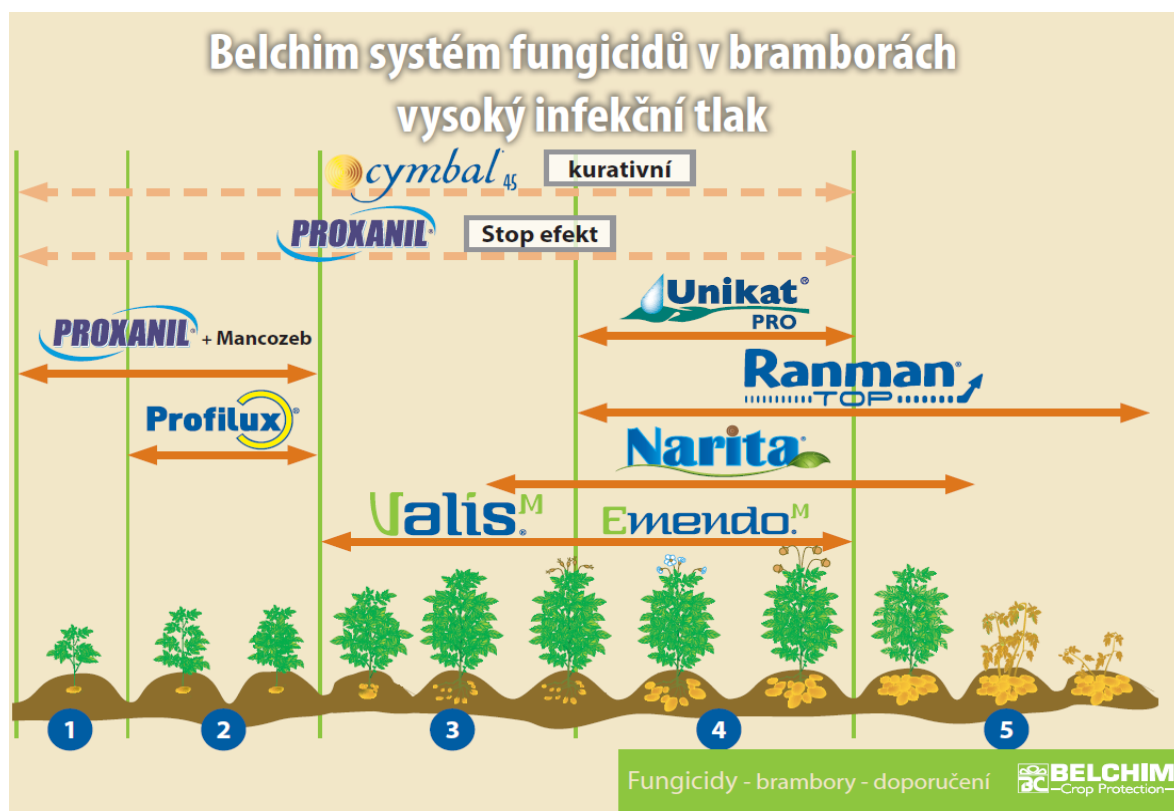 Belchim systém fungicidů v bramborách
vysoký infekční tlak
cymbal 45 kurativní
PROXANIL® Stop efekt
Unikat®
PRO
PROXANIL® + Mancozeb
Ranman®
TOP
Profilux®
Narita®
Valis.M® Emendo.M
1 2 3 4 5
Fungicidy - brambory - doporučení
BC BELCHIM
Crop Protection